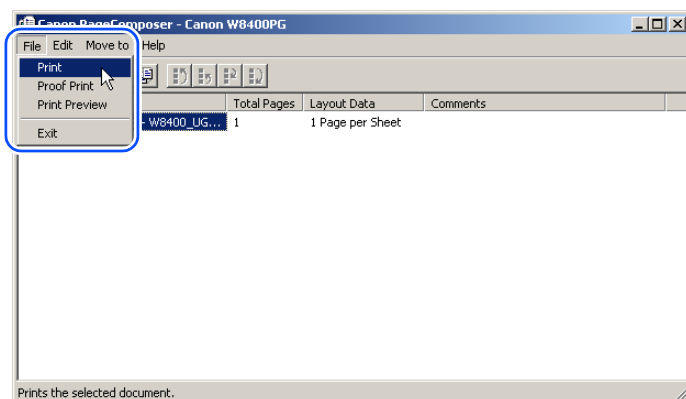 Canon PageComposer - Canon W8400PG
File Edit Move to Help
Print
Proof Print
Print Preview
Exit
Total Pages Layout Data Comments
- W8400_UG... 1 1 Page per Sheet
Prints the selected document.